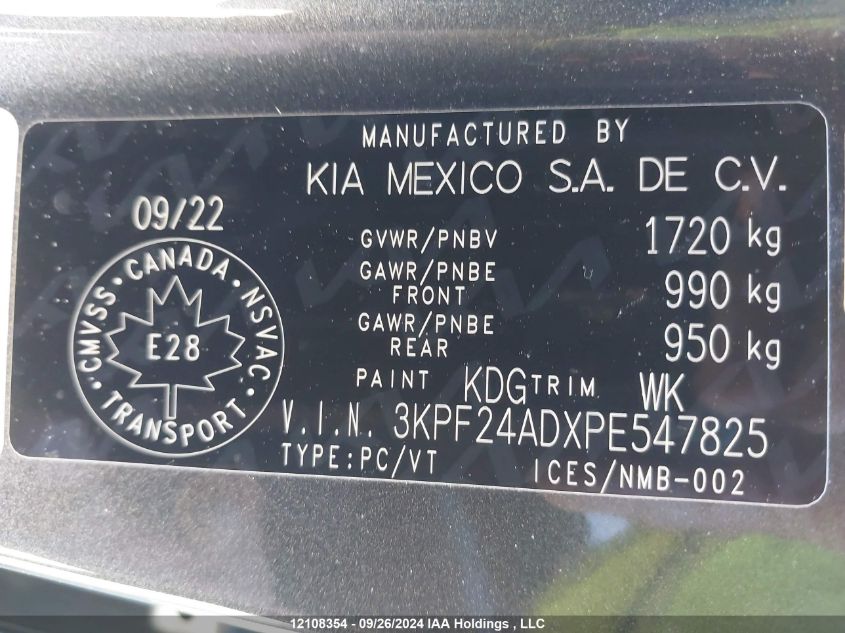 MANUFACTURED BY
KIA MEXICO S.A. DE C.V.
09/22
GVWR/PNBV 1720 kg
GAWR/PNBE
FRONT 990 kg
GAWR/PNBE
REAR 950 kg
PAINT KDG TRIM WK
V.I.N. 3KPF24ADXPE547825
TYPE:PC/VT ICES/NMB-002
CMVSS • CANADA • NSVAC • TRANSPORT •
E28
12108354 - 09/26/2024 IAA Holdings , LLC